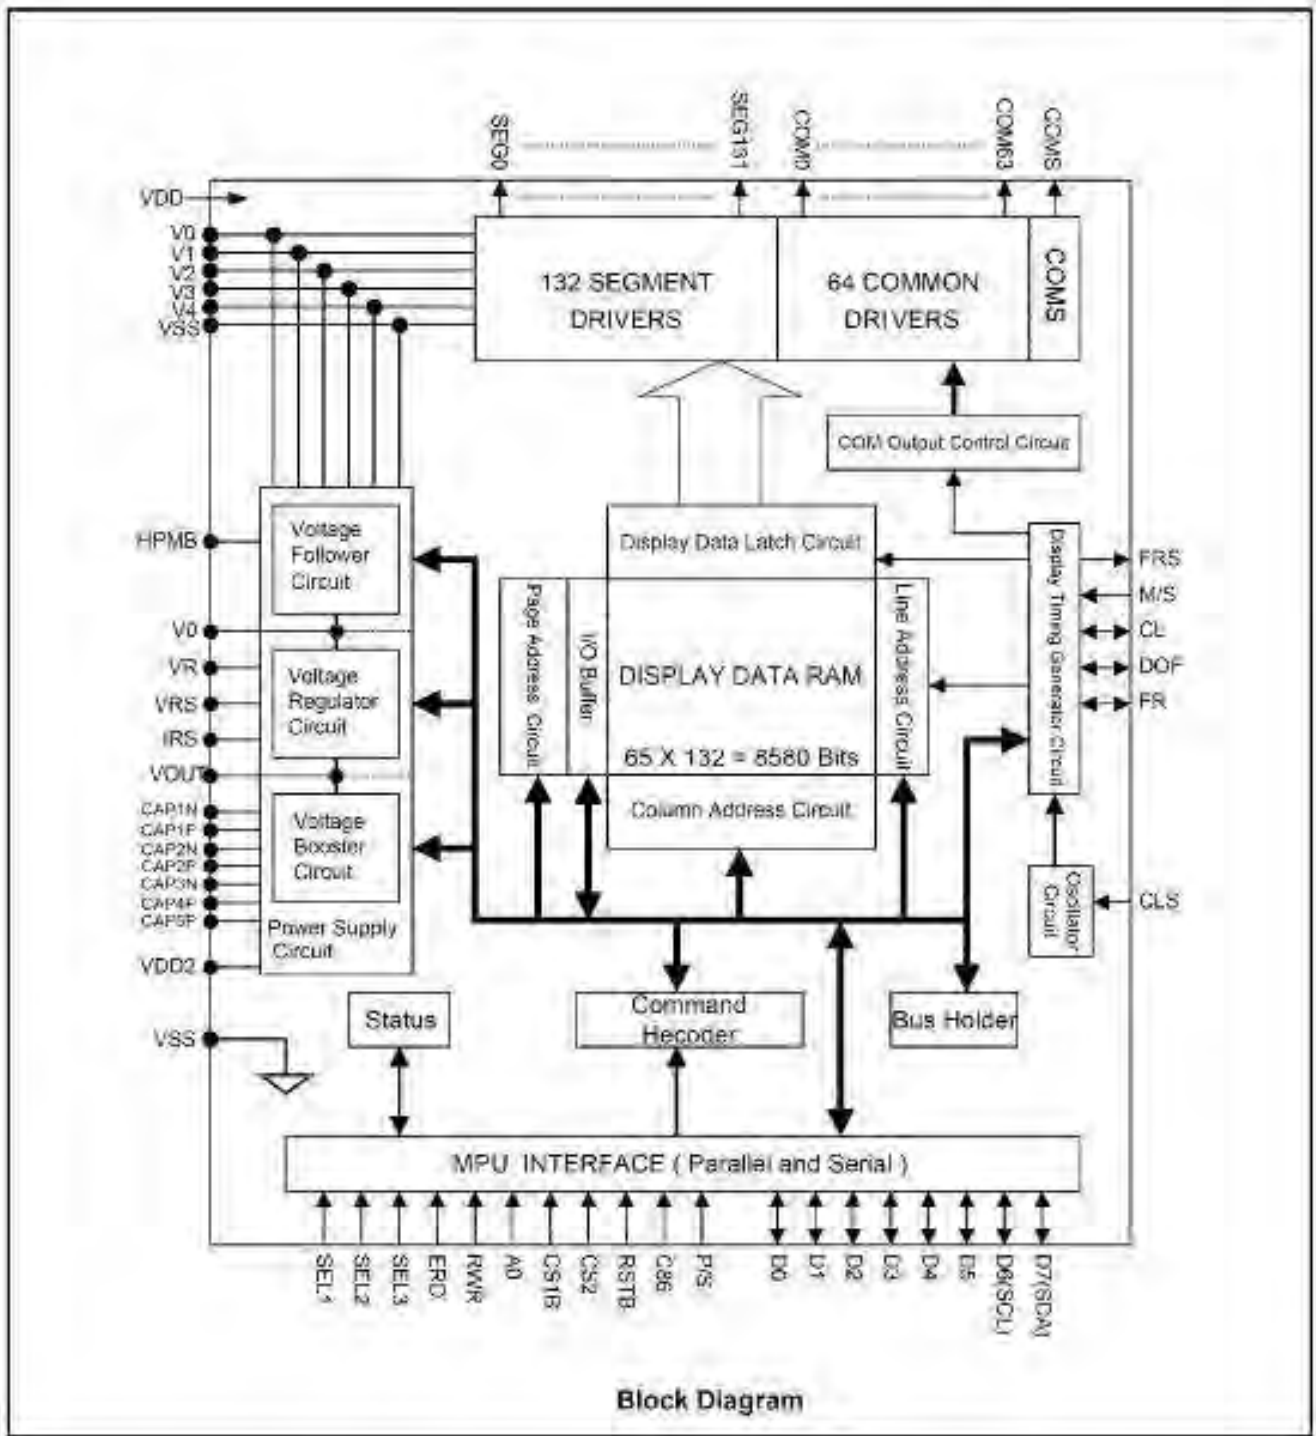 SEG0
SEG131
COM0
COM63
COMS
VDD
V0
V1
V2
V3
V4
VSS
132 SEGMENT
DRIVERS
64 COMMON
DRIVERS
COMS
COM Output Control Circuit
HPMB
V0
VR
VRS
IRS
VOUT
CAP1N
CAP1P
CAP2N
CAP2P
CAP3N
CAP4P
CAP5P
VDD2
VSS
Voltage
Follower
Circuit
Voltage
Regulator
Circuit
Voltage
Booster
Circuit
Power Supply
Circuit
Display Data Latch Circuit
Page Address Circuit
I/O Buffer
DISPLAY DATA RAM
65 X 132 = 8580 Bits
Line Address Circuit
Column Address Circuit
Display Timing Generator Circuit
FRS
M/S
CL
DOF
FR
Oscillator
Circuit
CLS
Status
Command
Hecoder
Bus Holder
MPU INTERFACE ( Parallel and Serial )
SEL1
SEL2
SEL3
ERD
RWR
A0
CS1B
CS2
RSTB
C86
P/S
D0
D1
D2
D3
D4
D5
D6(SCL)
D7(SDA)
Block Diagram